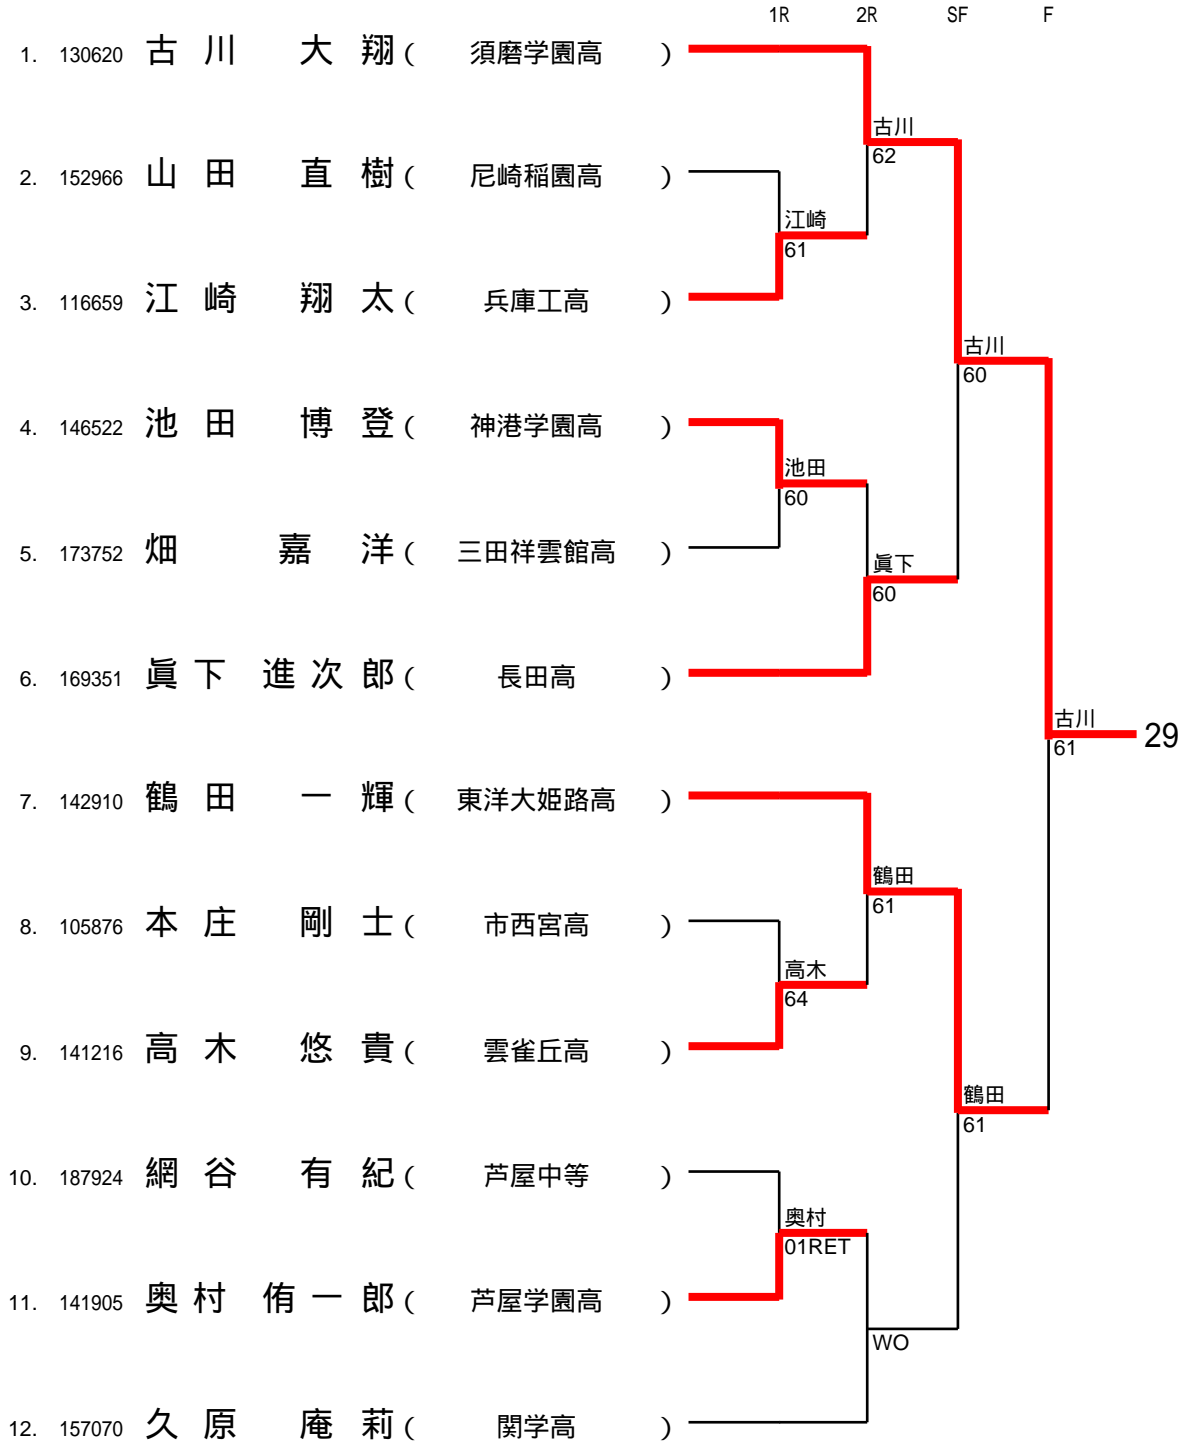 1R 2R SF F
1. 130620 古川 大翔 ( 須磨学園高 )
古川
62
2. 152966 山田 直樹 ( 尼崎稲園高 )
江崎
61
3. 116659 江崎 翔太 ( 兵庫工高 )
古川
60
4. 146522 池田 博登 ( 神港学園高 )
池田
60
5. 173752 畑 嘉洋 ( 三田祥雲館高 )
眞下
60
6. 169351 眞下 進次郎 ( 長田高 )
古川
61
29
7. 142910 鶴田 一輝 ( 東洋大姫路高 )
鶴田
61
8. 105876 本庄 剛士 ( 市西宮高 )
高木
64
9. 141216 高木 悠貴 ( 雲雀丘高 )
鶴田
61
10. 187924 網谷 有紀 ( 芦屋中等 )
奥村
01RET
11. 141905 奥村 侑一郎 ( 芦屋学園高 )
WO
12. 157070 久原 庵莉 ( 関学高 )